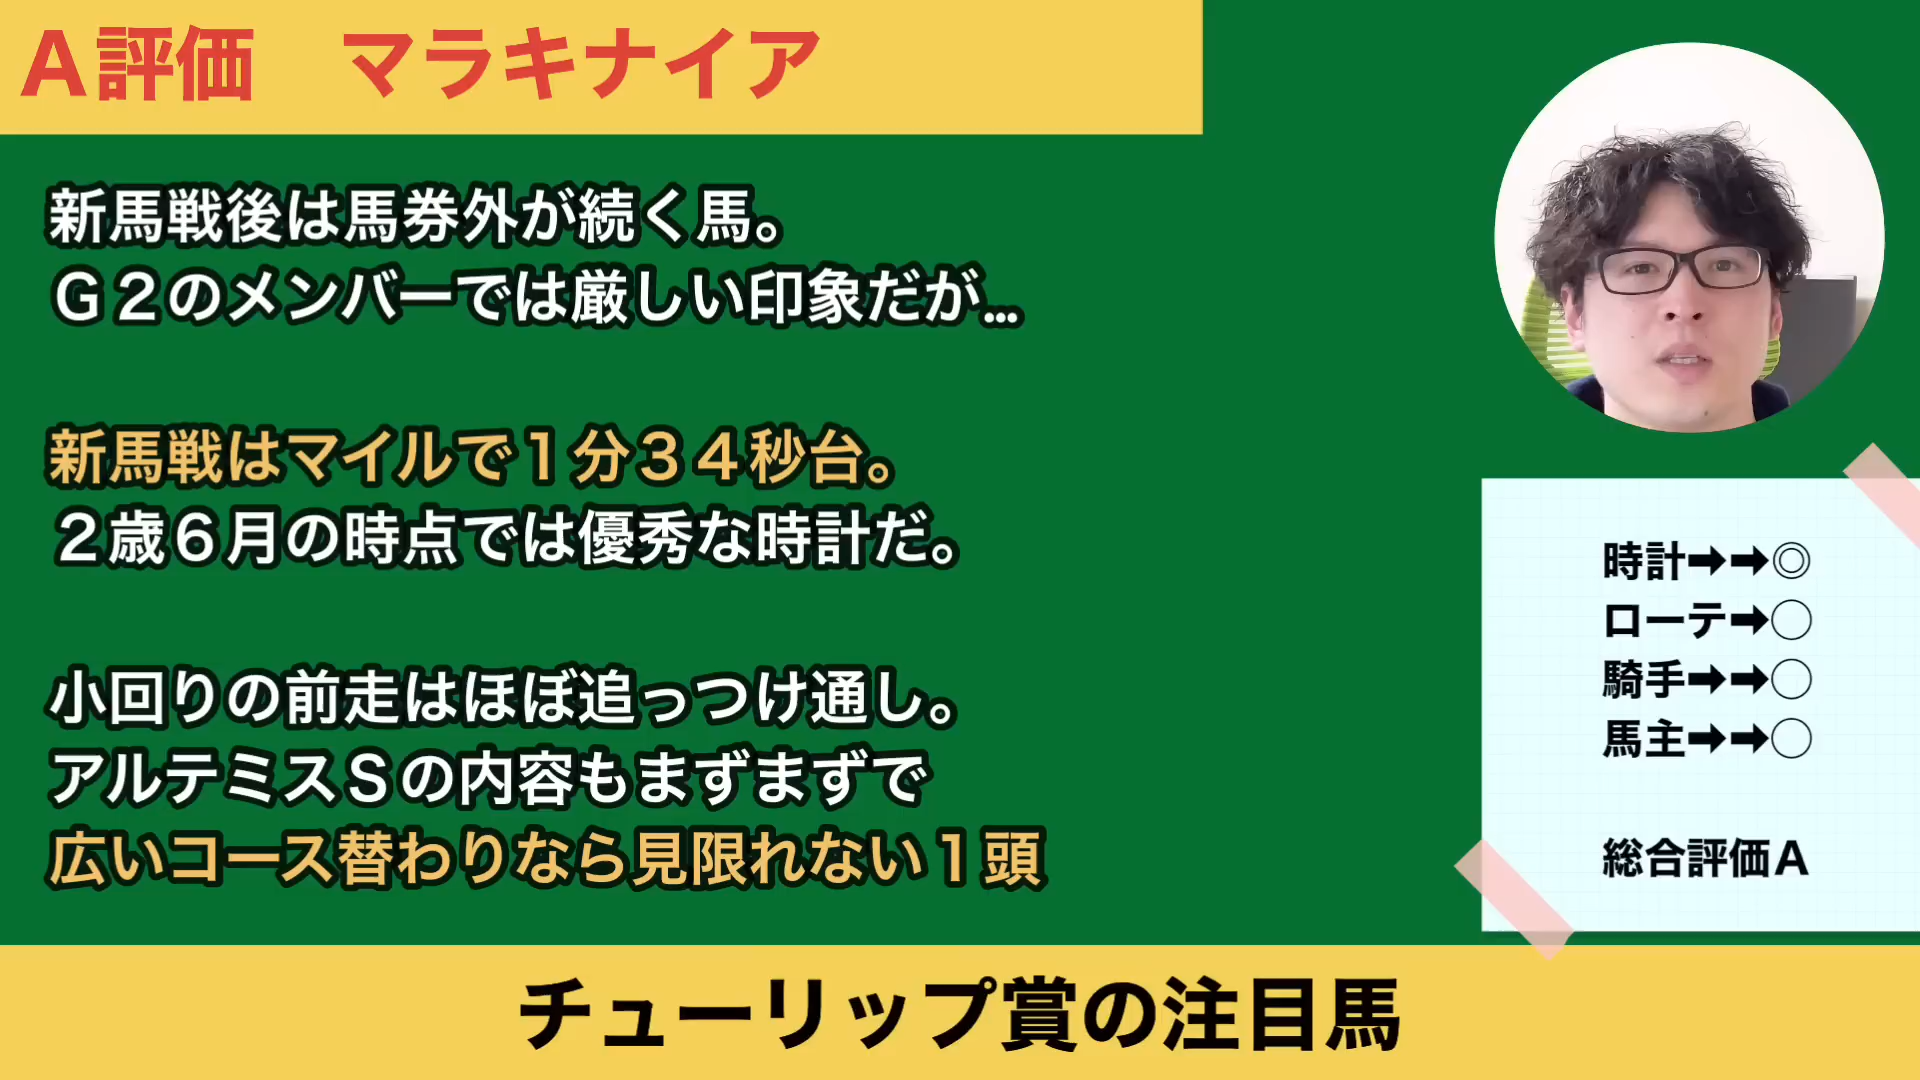 A評価　マラキナイア
新馬戦後は馬券外が続く馬。
G２のメンバーでは厳しい印象だが...
新馬戦はマイルで１分３４秒台。
２歳６月の時点では優秀な時計だ。
小回りの前走はほぼ追っつけ通し。
アルテミスＳの内容もまずまずで
広いコース替わりなら見限れない１頭
時計➡➡◎
ローテ➡◯
騎手➡➡◯
馬主➡➡◯
総合評価A
チューリップ賞の注目馬